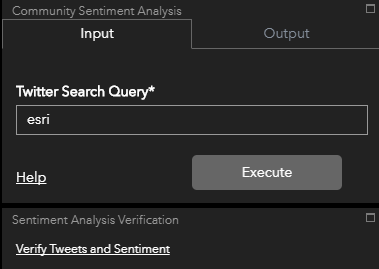 Community Sentiment Analysis
Input
Output
Twitter Search Query*
esri
Help
Execute
Sentiment Analysis Verification
Verify Tweets and Sentiment